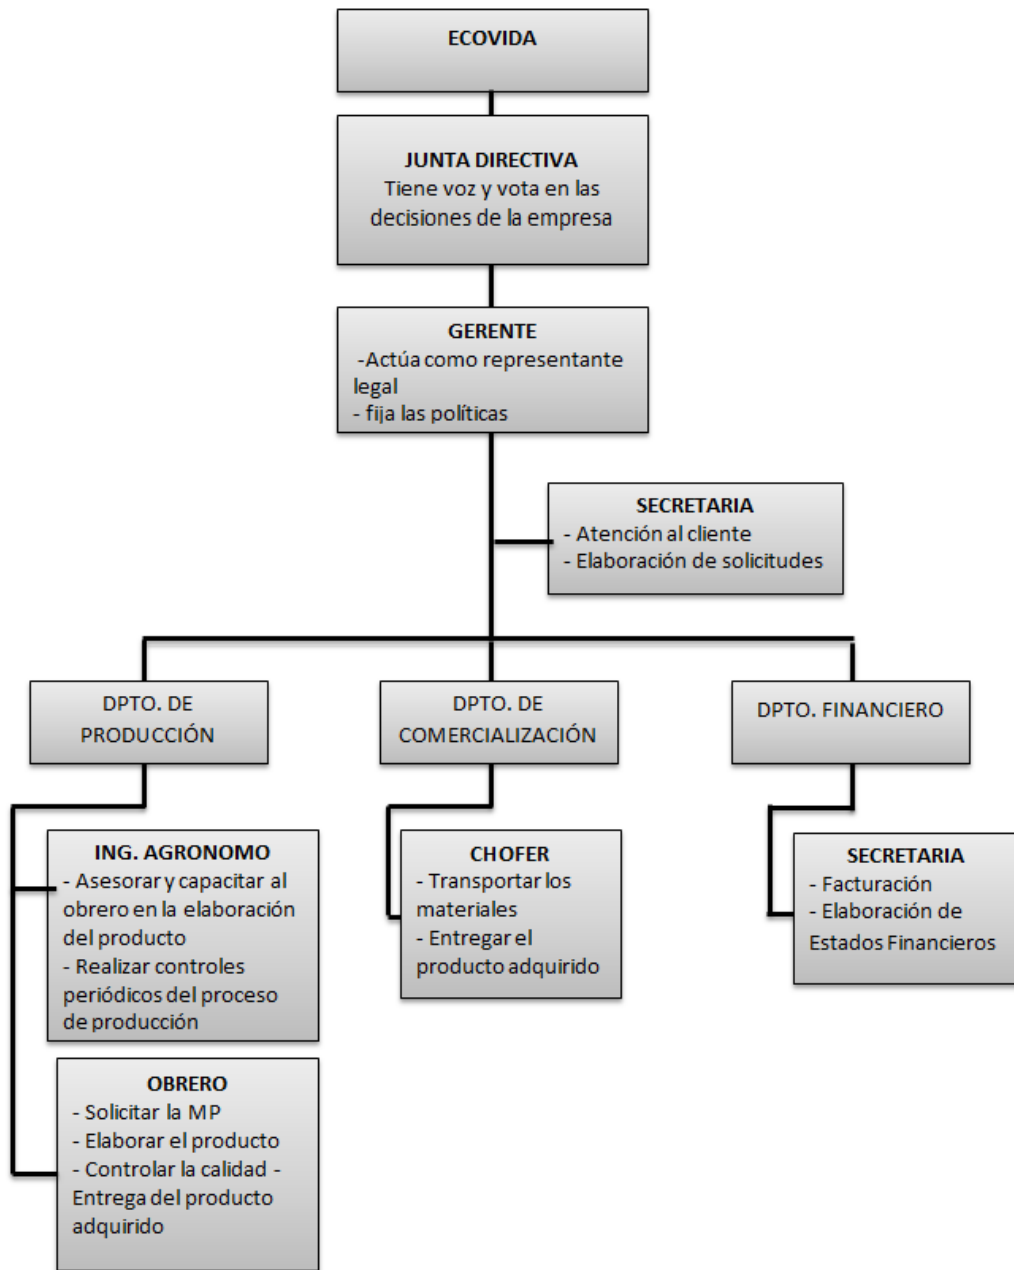 ECOVIDA
JUNTA DIRECTIVA
Tiene voz y vota en las
decisiones de la empresa
GERENTE
-Actúa como representante
legal
- fija las políticas
SECRETARIA
- Atención al cliente
- Elaboración de solicitudes
DPTO. DE
PRODUCCIÓN
DPTO. DE
COMERCIALIZACIÓN
DPTO. FINANCIERO
ING. AGRONOMO
- Asesorar y capacitar al
obrero en la elaboración
del producto
- Realizar controles
periódicos del proceso
de producción
CHOFER
- Transportar los
materiales
- Entregar el
producto adquirido
SECRETARIA
- Facturación
- Elaboración de
Estados Financieros
OBRERO
- Solicitar la MP
- Elaborar el producto
- Controlar la calidad -
Entrega del producto
adquirido